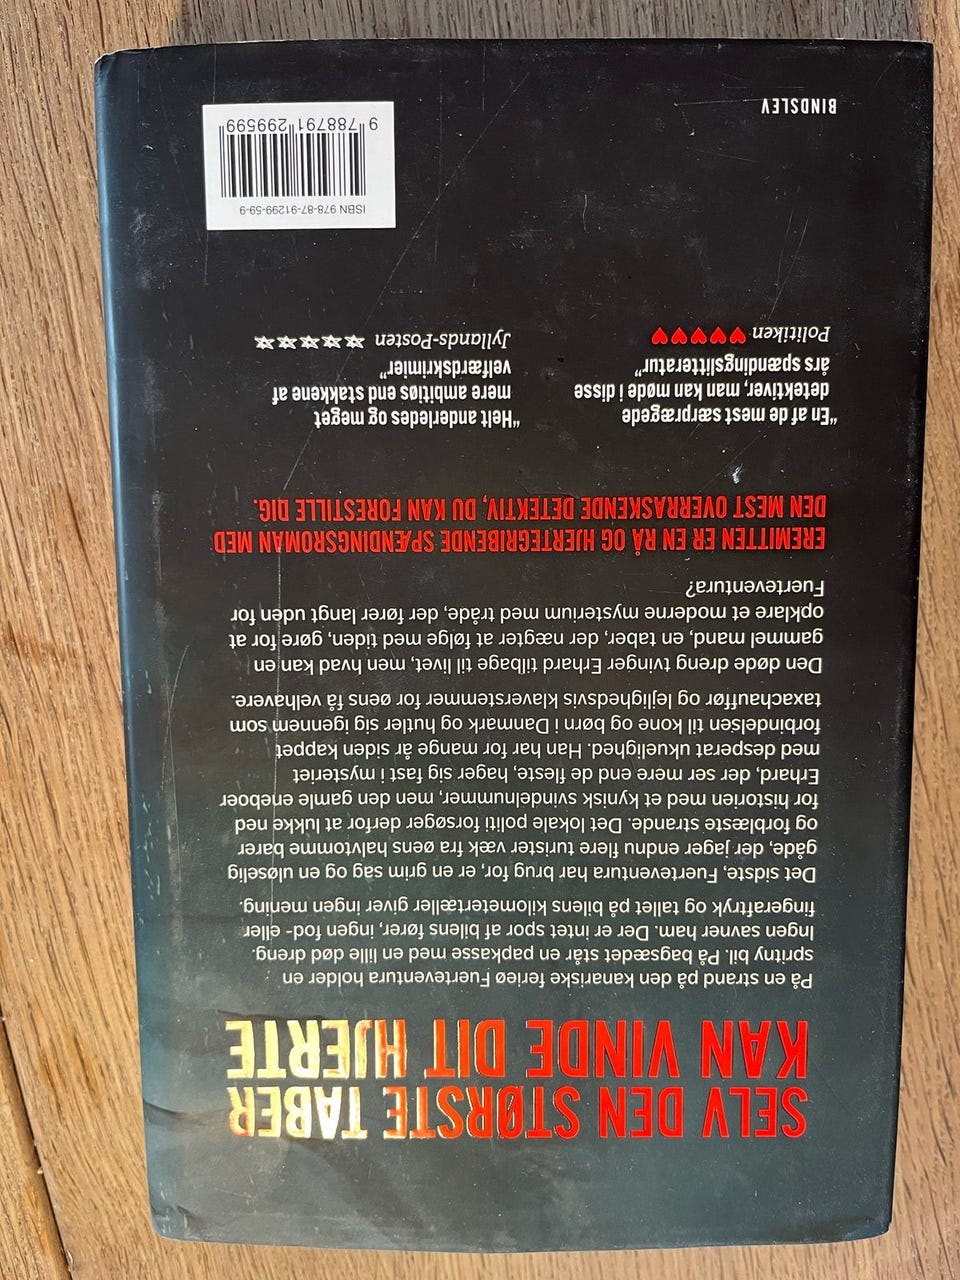 SELV DEN STØRSTE TABER
KAN VINDE DIT HJERTE
På en strand på den kanariske ferieø Fuerteventura holder en
spritny bil. På bagsædet står en papkasse med en lille død dreng.
Ingen savner ham. Der er intet spor af bilens fører, ingen fod- eller
fingeraftryk og tallet på bilens kilometertæller giver ingen mening.
Det sidste, Fuerteventura har brug for, er en grim sag og en uløselig
gåde, der jager endnu flere turister væk fra øens halvtomme barer
og forblæste strande. Det lokale politi forsøger derfor at lukke ned
for historien med et kynisk svindelnummer, men den gamle eneboer
Erhard, der ser mere end de fleste, hager sig fast i mysteriet
med desperat ukuelighed. Han har for mange år siden kappet
forbindelsen til kone og børn i Danmark og hutler sig igennem som
taxachauffør og lejlighedsvis klaverstemmer for øens få velhavere.
Den døde dreng tvinger Erhard tilbage til livet, men hvad kan en
gammel mand, en taber, der nægter at følge med tiden, gøre for at
opklare et moderne mysterium med tråde, der fører langt uden for
Fuerteventura?
EREMITTEN ER EN RÅ OG HJERTEGRIBENDE SPÆNDINGSROMAN MED
DEN MEST OVERRASKENDE DETEKTIV, DU KAN FORESTILLE DIG.
"En af de mest særprægede
detektiver, man kan møde i disse
års spændingslitteratur"
Politiken ♥♥♥♥♥
"Helt anderledes og meget
mere ambitiøs end stakkene af
velfærdskrimier"
Jyllands-Posten ★★★★★
BINDSLEV
ISBN 978-87-91299-59-9
9 788791 299599